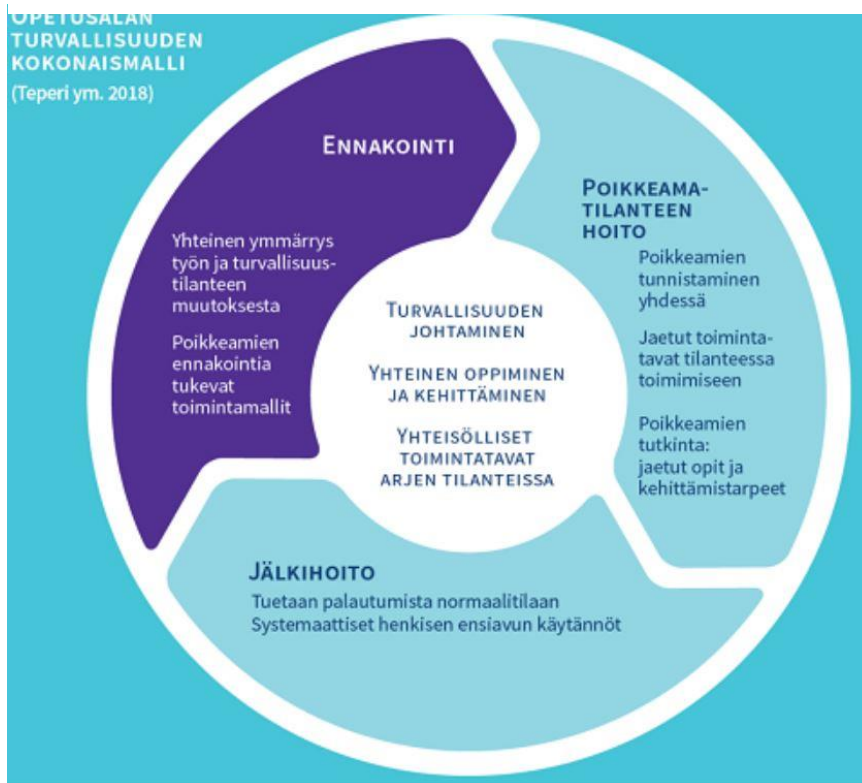 OPETUSALAN
TURVALLISUUDEN
KOKONAISMALLI
(Teperi ym. 2018)
ENNAKOINTI
Yhteinen ymmärrys
työn ja turvallisuus-
tilanteen
muutoksesta
Poikkeamien
ennakointia
tukevat
toimintamallit
POIKKEAMA-
TILANTEEN
HOITO
Poikkeamien
tunnistaminen
yhdessä
Jaetut toiminta-
tavat tilanteessa
toimimiseen
Poikkeamien
tutkinta:
jaetut opit ja
kehittämistarpeet
TURVALLISUUDEN
JOHTAMINEN
YHTEINEN OPPIMINEN
JA KEHITTÄMINEN
YHTEISÖLLISET
TOIMINTATAVAT
ARJEN TILANTEISSA
JÄLKIHOITO
Tuetaan palautumista normaalitilaan
Systemaattiset henkisen ensiavun käytännöt